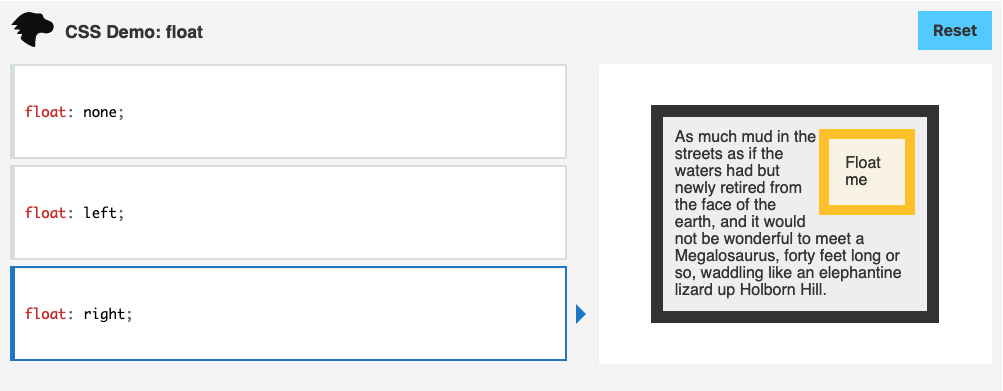 CSS Demo: float
Reset
float: none;
float: left;
float: right;
As much mud in the
streets as if the
waters had but
newly retired from
the face of the
earth, and it would
not be wonderful to meet a
Megalosaurus, forty feet long or
so, waddling like an elephantine
lizard up Holborn Hill.
Float
me